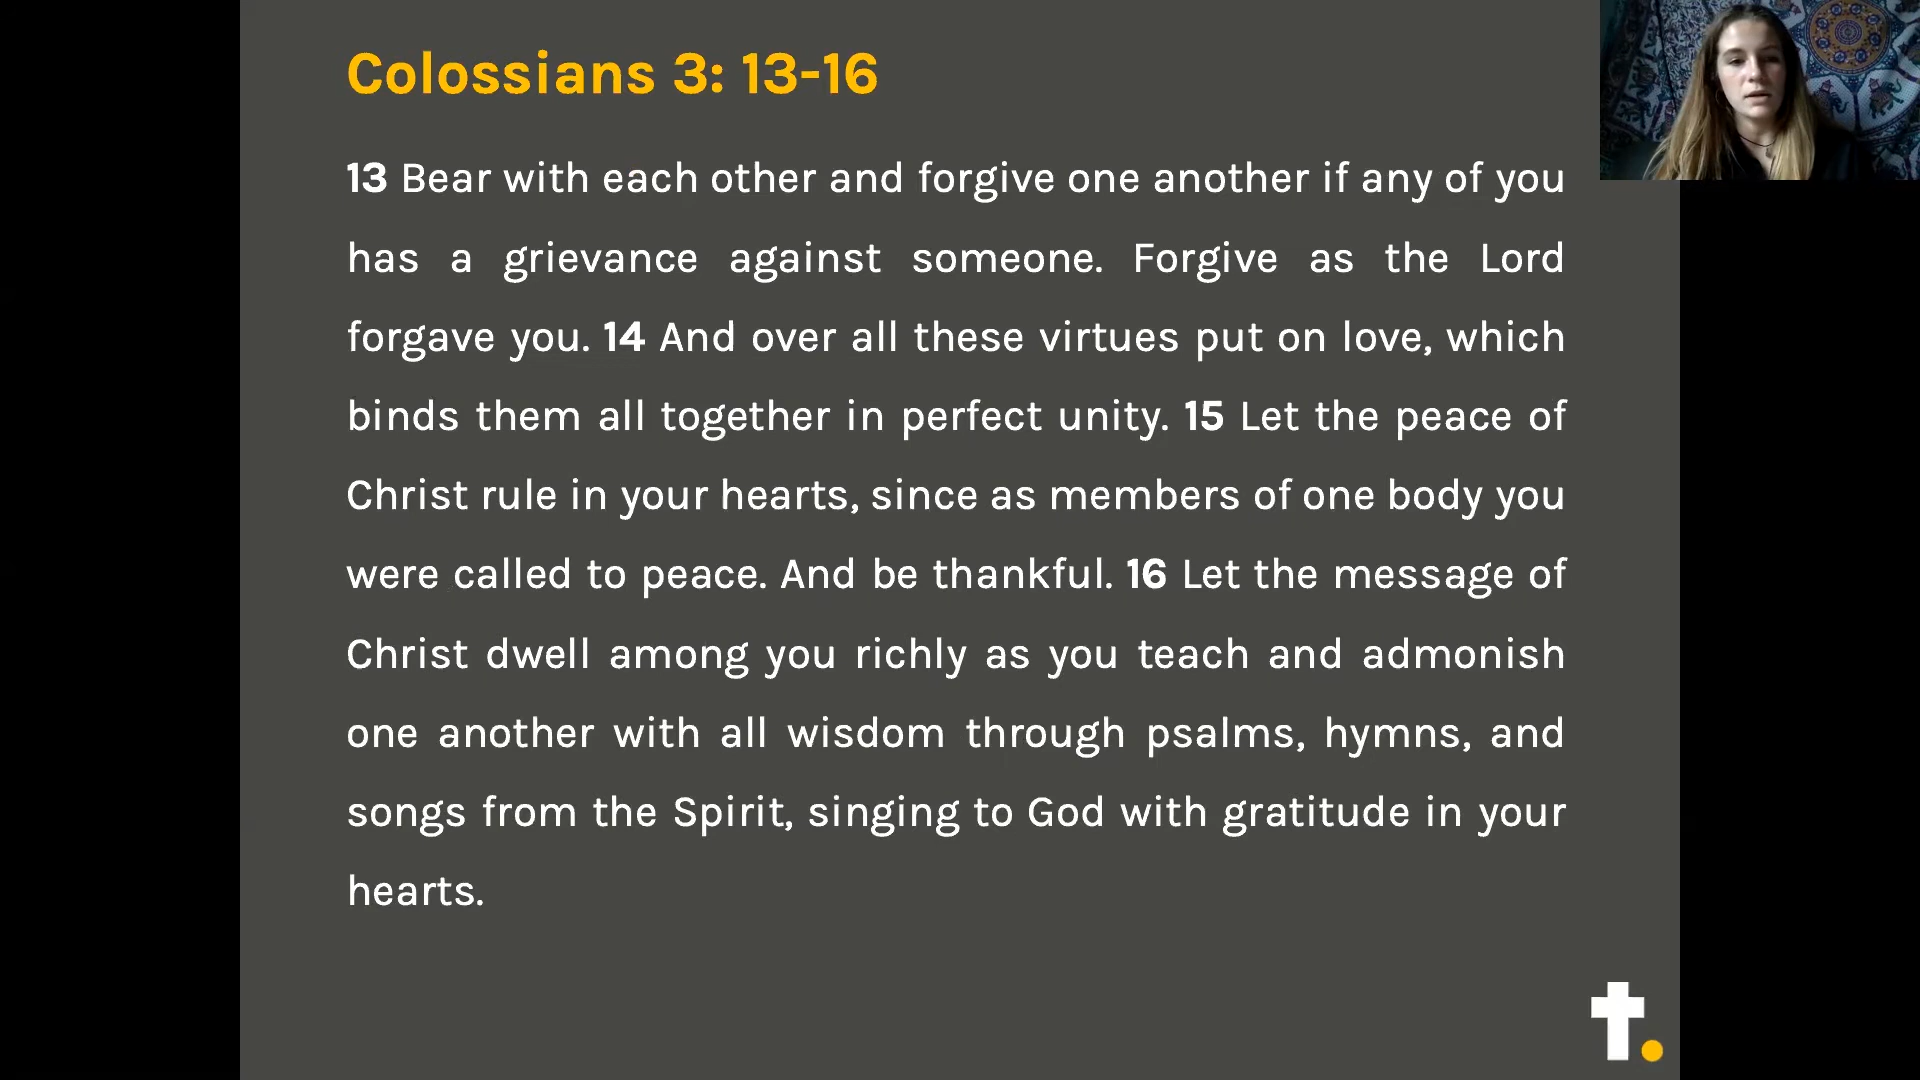 Colossians 3: 13-16
13 Bear with each other and forgive one another if any of you
has a grievance against someone. Forgive as the Lord
forgave you. 14 And over all these virtues put on love, which
binds them all together in perfect unity. 15 Let the peace of
Christ rule in your hearts, since as members of one body you
were called to peace. And be thankful. 16 Let the message of
Christ dwell among you richly as you teach and admonish
one another with all wisdom through psalms, hymns, and
songs from the Spirit, singing to God with gratitude in your
hearts.